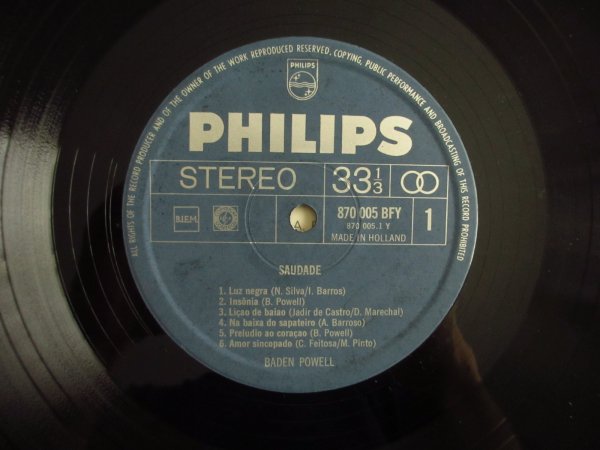 ALL RIGHTS OF THE RECORD PRODUCER AND OF THE OWNER OF THE WORK REPRODUCED RESERVED. COPYING, PUBLIC PERFORMANCE AND BROADCASTING OF THIS RECORD PROHIBITED
PHILIPS
PHILIPS
STEREO 33 1/3
B.I.E.M. 870 005 BFY 1
870 005.1 Y
MADE IN HOLLAND
A
SAUDADE
1. Luz negra (N. Silva/I. Barros)
2. Insônia (B. Powell)
3. Liçao de baiao (Jadir de Castro/D. Marechal)
4. Na baixa do sapateiro (A. Barroso)
5. Preludio ao coraçao (B. Powell)
6. Amor sincopado (C. Feitosa/M. Pinto)
BADEN POWELL